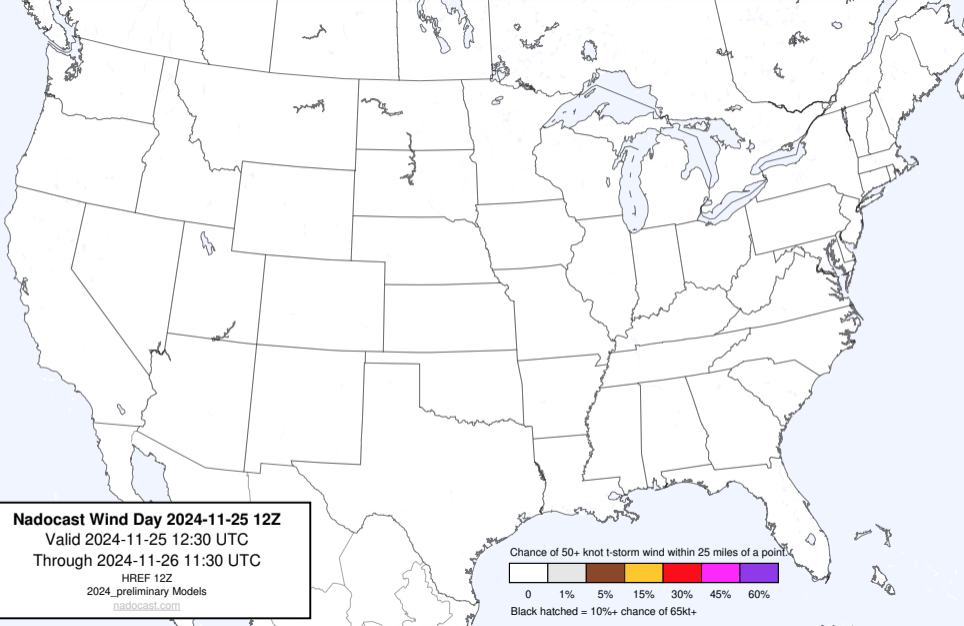 Nadocast Wind Day 2024-11-25 12Z
Valid 2024-11-25 12:30 UTC
Through 2024-11-26 11:30 UTC
HREF 12Z
2024_preliminary Models
nadocast.com
Chance of 50+ knot t-storm wind within 25 miles of a point.
0 1% 5% 15% 30% 45% 60%
Black hatched = 10%+ chance of 65kt+